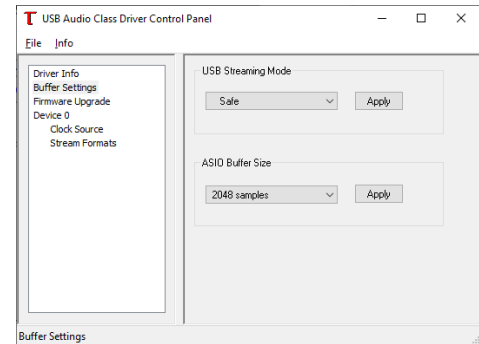 USB Audio Class Driver Control Panel
File Info
Driver Info
Buffer Settings
Firmware Upgrade
Device 0
Clock Source
Stream Formats
USB Streaming Mode
Safe Apply
ASIO Buffer Size
2048 samples Apply
Buffer Settings